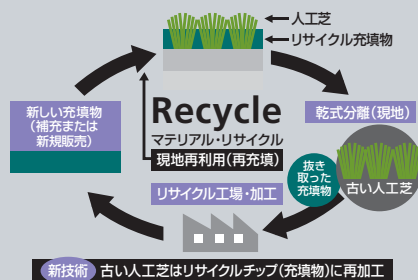 人工芝
リサイクル充填物
新しい充填物
(補充または
新規販売)
Recycle
マテリアル・リサイクル
現地再利用(再充填)
乾式分離(現地)
抜き
取った
充填物
古い人工芝
リサイクル工場・加工
新技術 古い人工芝はリサイクルチップ(充填物)に再加工